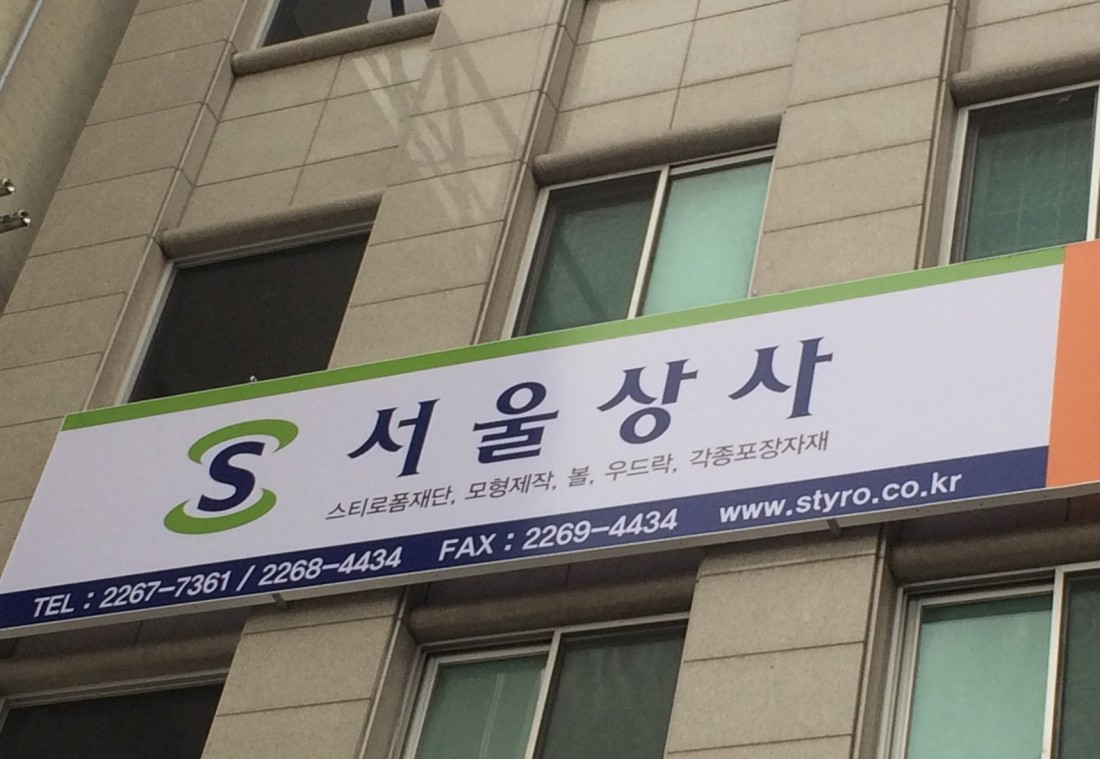 S 서울상사
스티로폼재단, 모형제작, 볼, 우드락, 각종포장자재
TEL : 2267-7361 / 2268-4434 FAX : 2269-4434 www.styro.co.kr